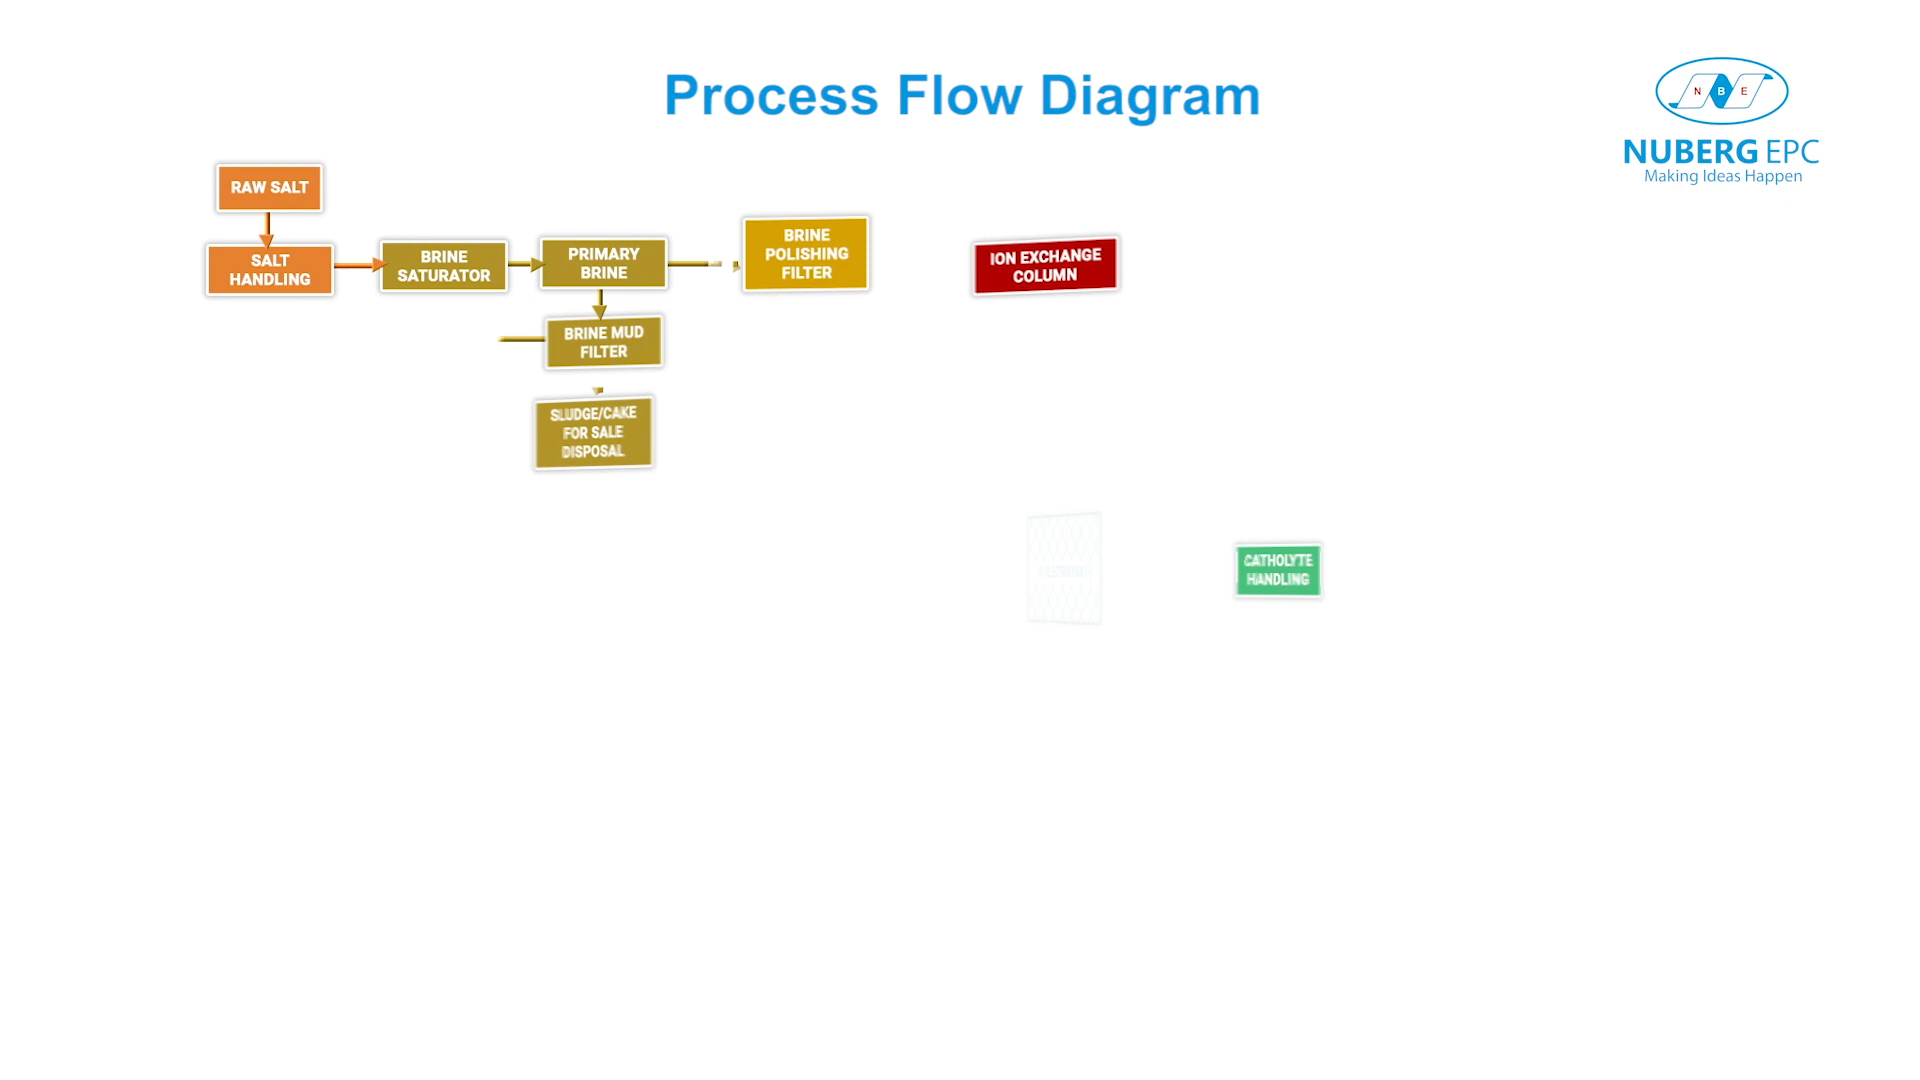 Process Flow Diagram
N B E
NUBERG EPC
Making Ideas Happen
RAW SALT
SALT
HANDLING
BRINE
SATURATOR
PRIMARY
BRINE
BRINE
POLISHING
FILTER
ION EXCHANGE
COLUMN
BRINE MUD
FILTER
SLUDGE/CAKE
FOR SALE
DISPOSAL
CATHOLYTE
HANDLING